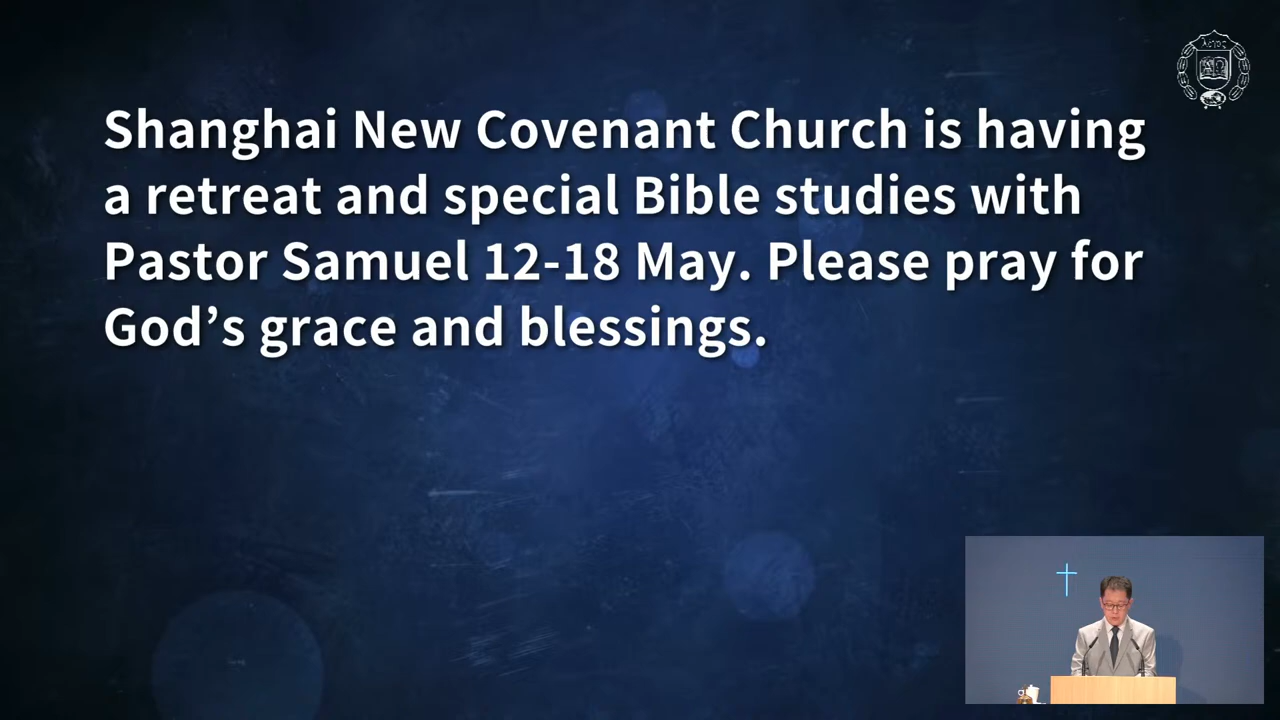 λόγος
Shanghai New Covenant Church is having
a retreat and special Bible studies with
Pastor Samuel 12-18 May. Please pray for
God’s grace and blessings.